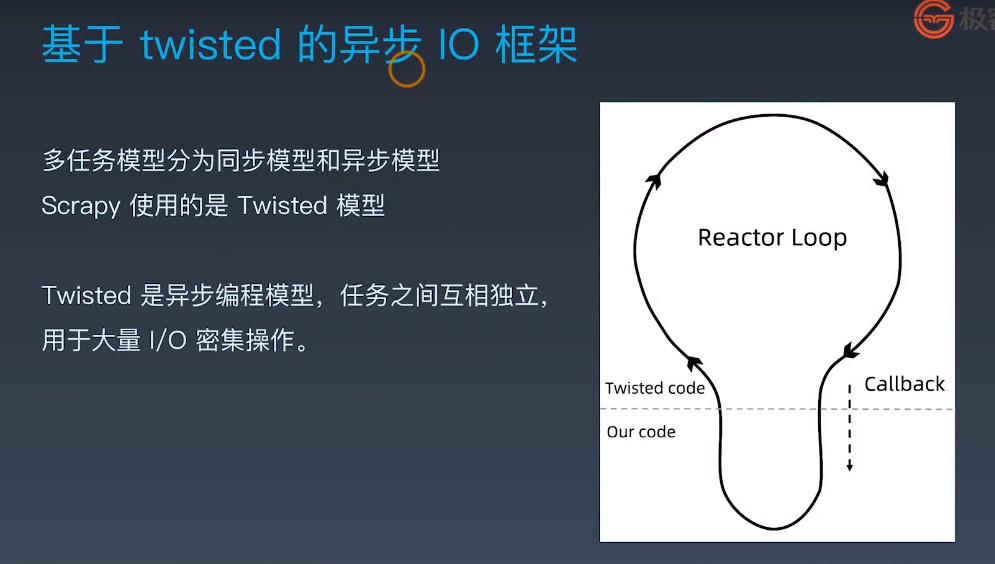 基于 twisted 的异步 IO 框架
多任务模型分为同步模型和异步模型
Scrapy 使用的是 Twisted 模型
Twisted 是异步编程模型，任务之间互相独立，
用于大量 I/O 密集操作。
Reactor Loop
Twisted code
Callback
Our code